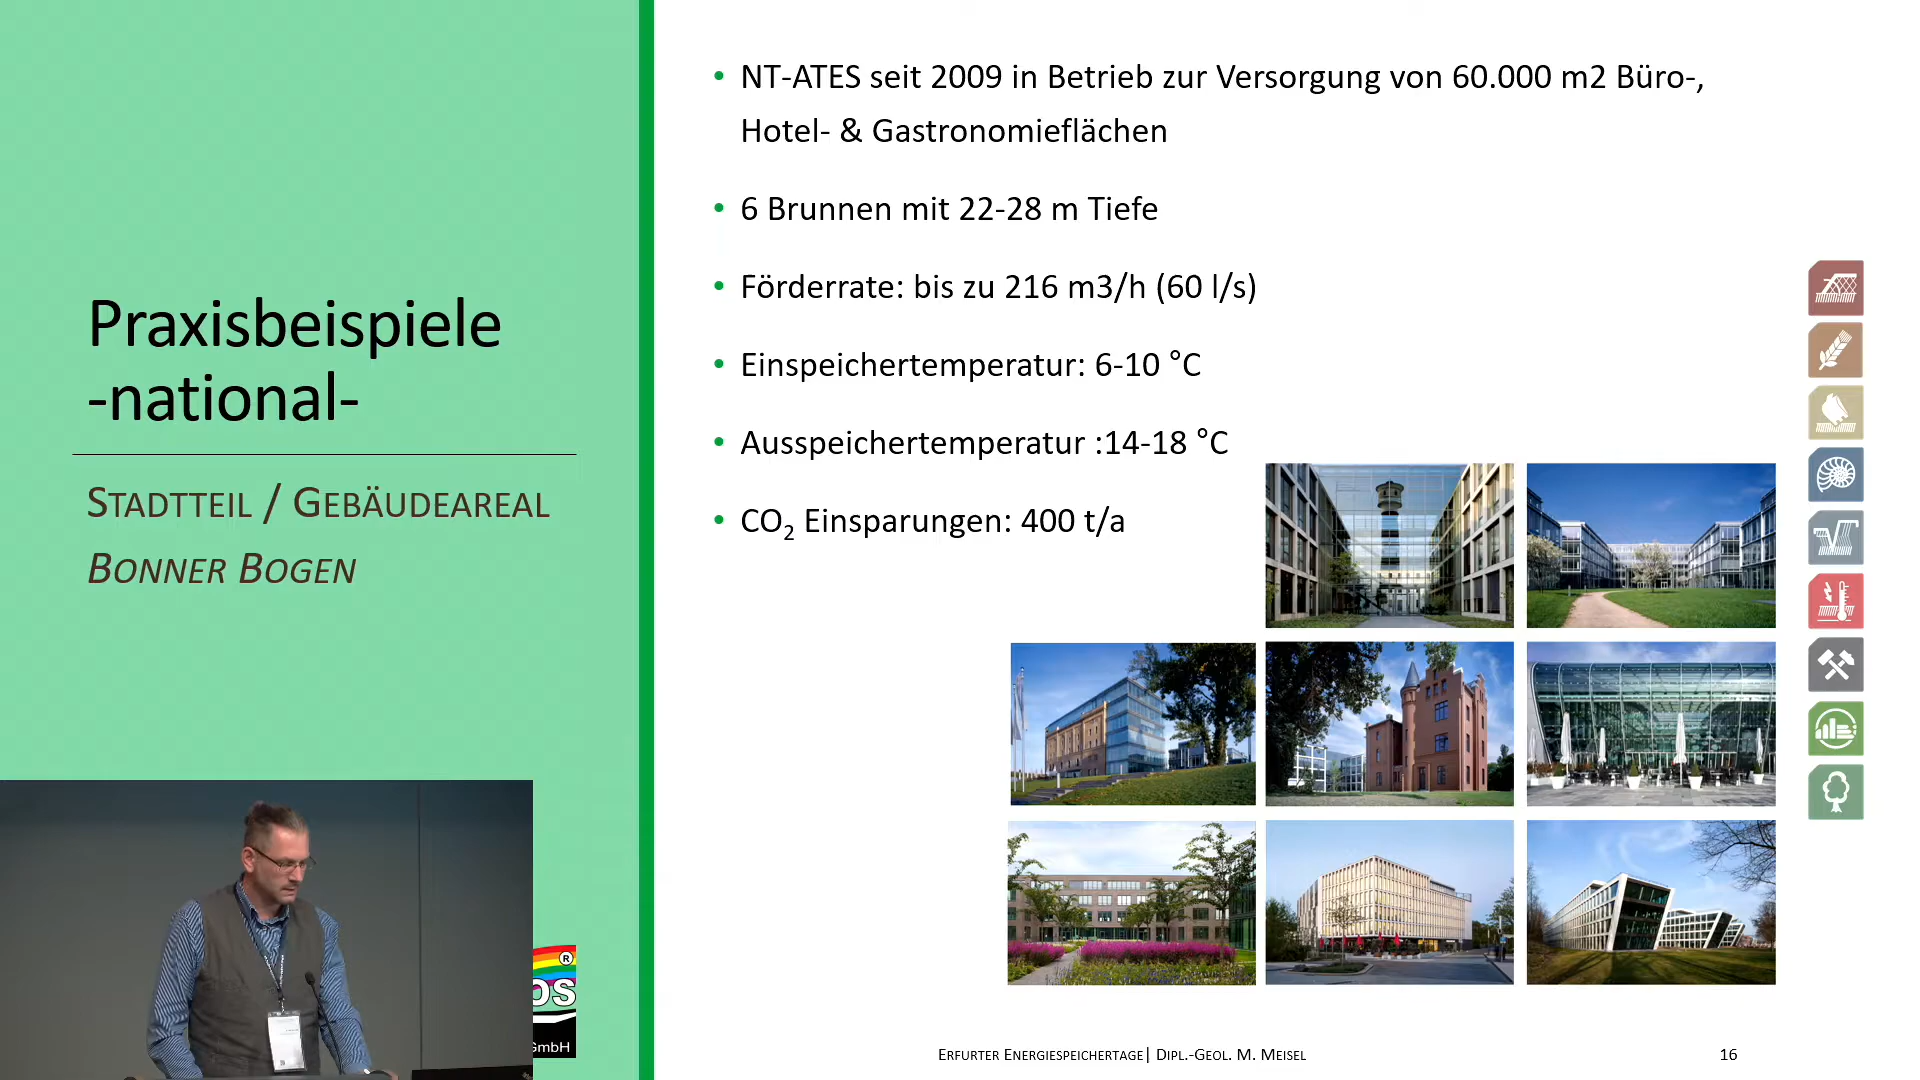 Praxisbeispiele
-national-
Stadtteil / Gebäudeareal
Bonner Bogen
• NT-ATES seit 2009 in Betrieb zur Versorgung von 60.000 m2 Büro-,
Hotel- & Gastronomieflächen
• 6 Brunnen mit 22-28 m Tiefe
• Förderrate: bis zu 216 m3/h (60 l/s)
• Einspeichertemperatur: 6-10 °C
• Ausspeichertemperatur :14-18 °C
• CO₂ Einsparungen: 400 t/a
®
OS
GmbH
Erfurter Energiespeichertage| Dipl.-Geol. M. Meisel
16